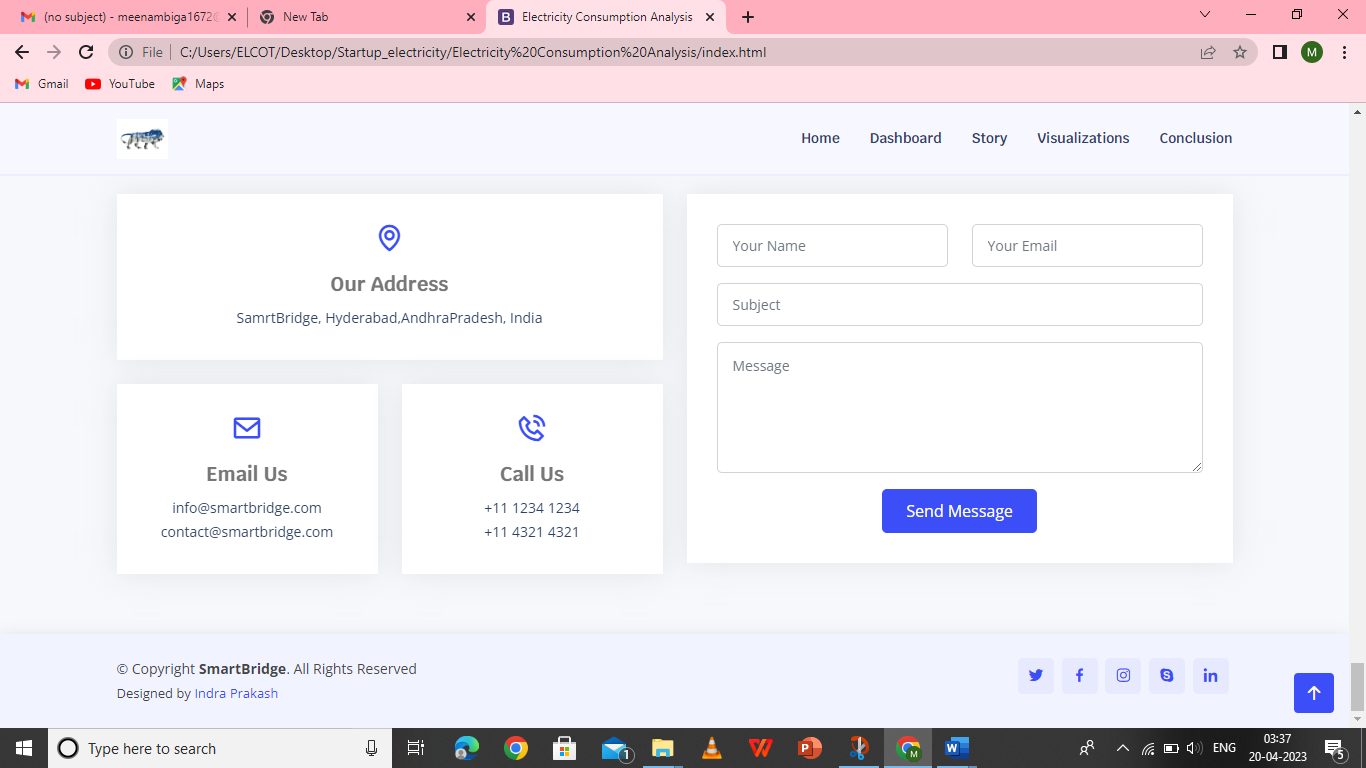 (no subject) - meenambiga1672@
New Tab
Electricity Consumption Analysis
File | C:/Users/ELCOT/Desktop/Startup_electricity/Electricity%20Consumption%20Analysis/index.html
M
Gmail
YouTube
Maps
Home
Dashboard
Story
Visualizations
Conclusion
Our Address
SamrtBridge, Hyderabad,AndhraPradesh, India
Email Us
info@smartbridge.com
contact@smartbridge.com
Call Us
+11 1234 1234
+11 4321 4321
Your Name
Your Email
Subject
Message
Send Message
© Copyright SmartBridge. All Rights Reserved
Designed by Indra Prakash
Type here to search
1
ENG
03:37
20-04-2023
5